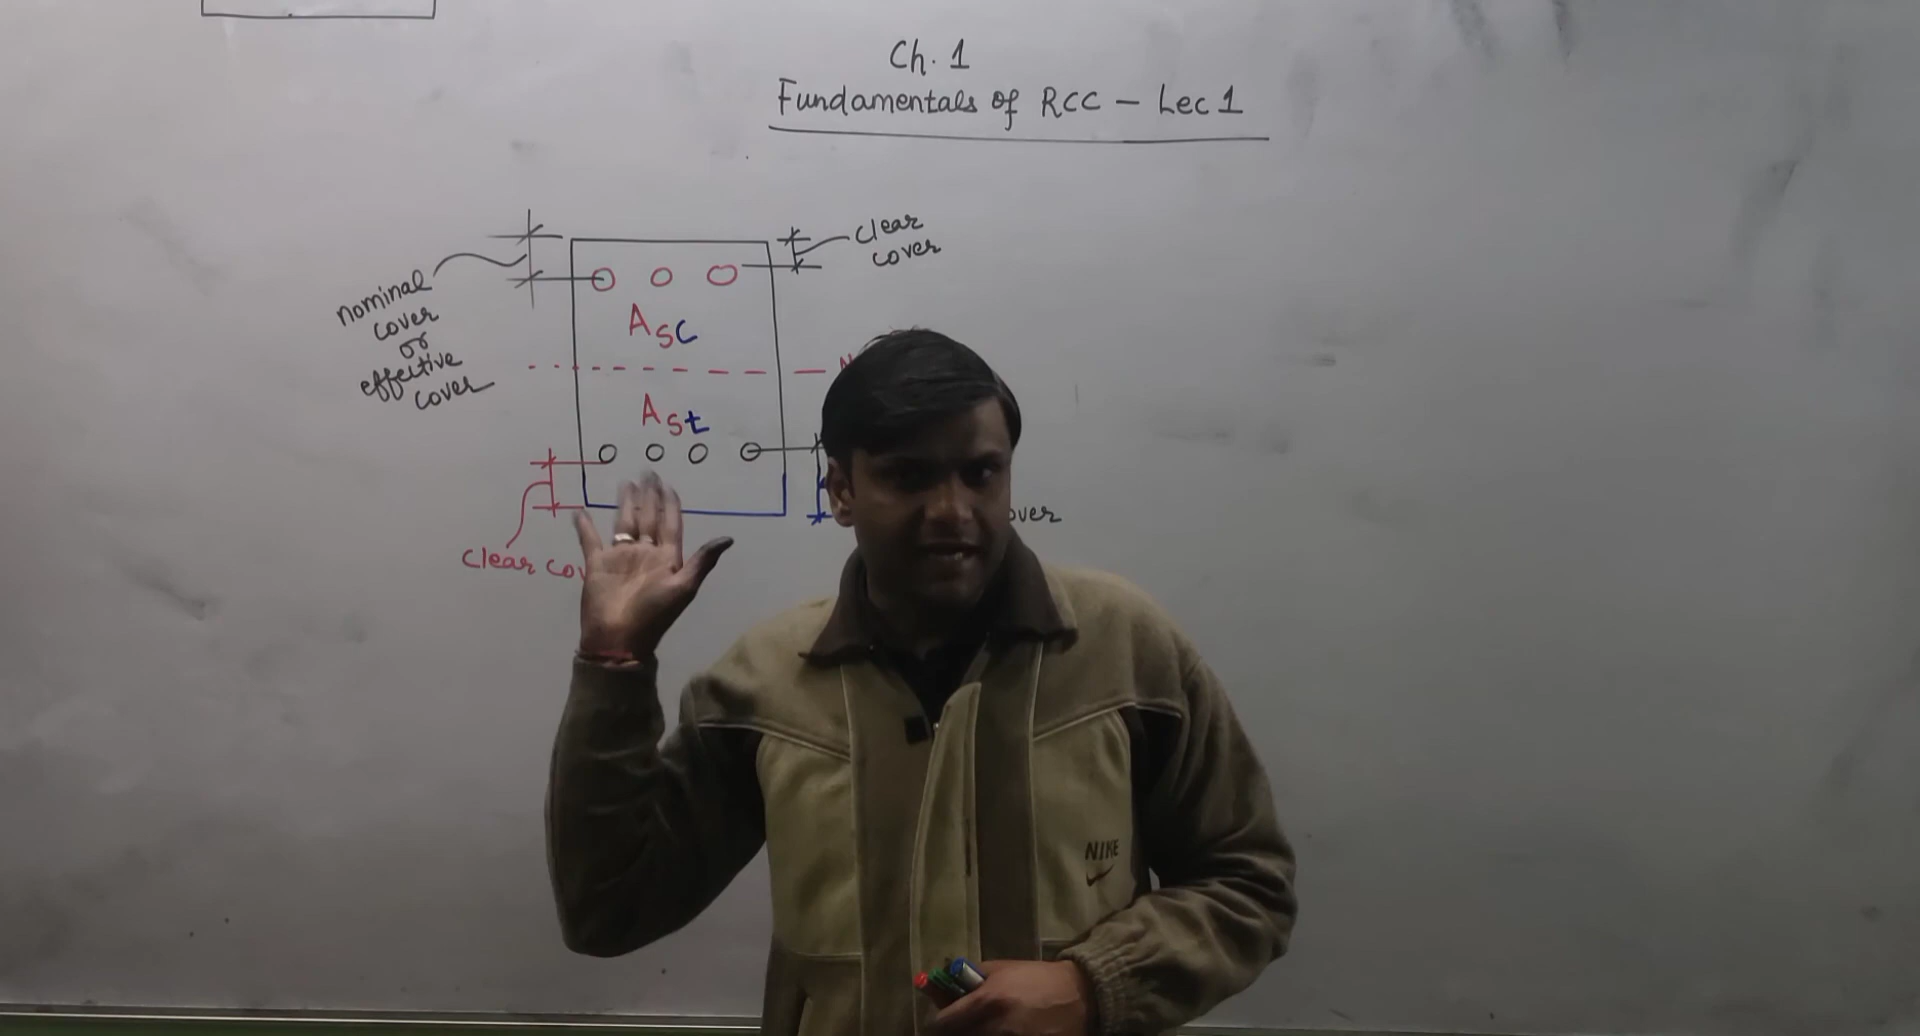 Ch. 1
Fundamentals of RCC - Lec 1
clear
cover
nominal
cover
or
effective
cover
Asc
Ast
clear
NIKE